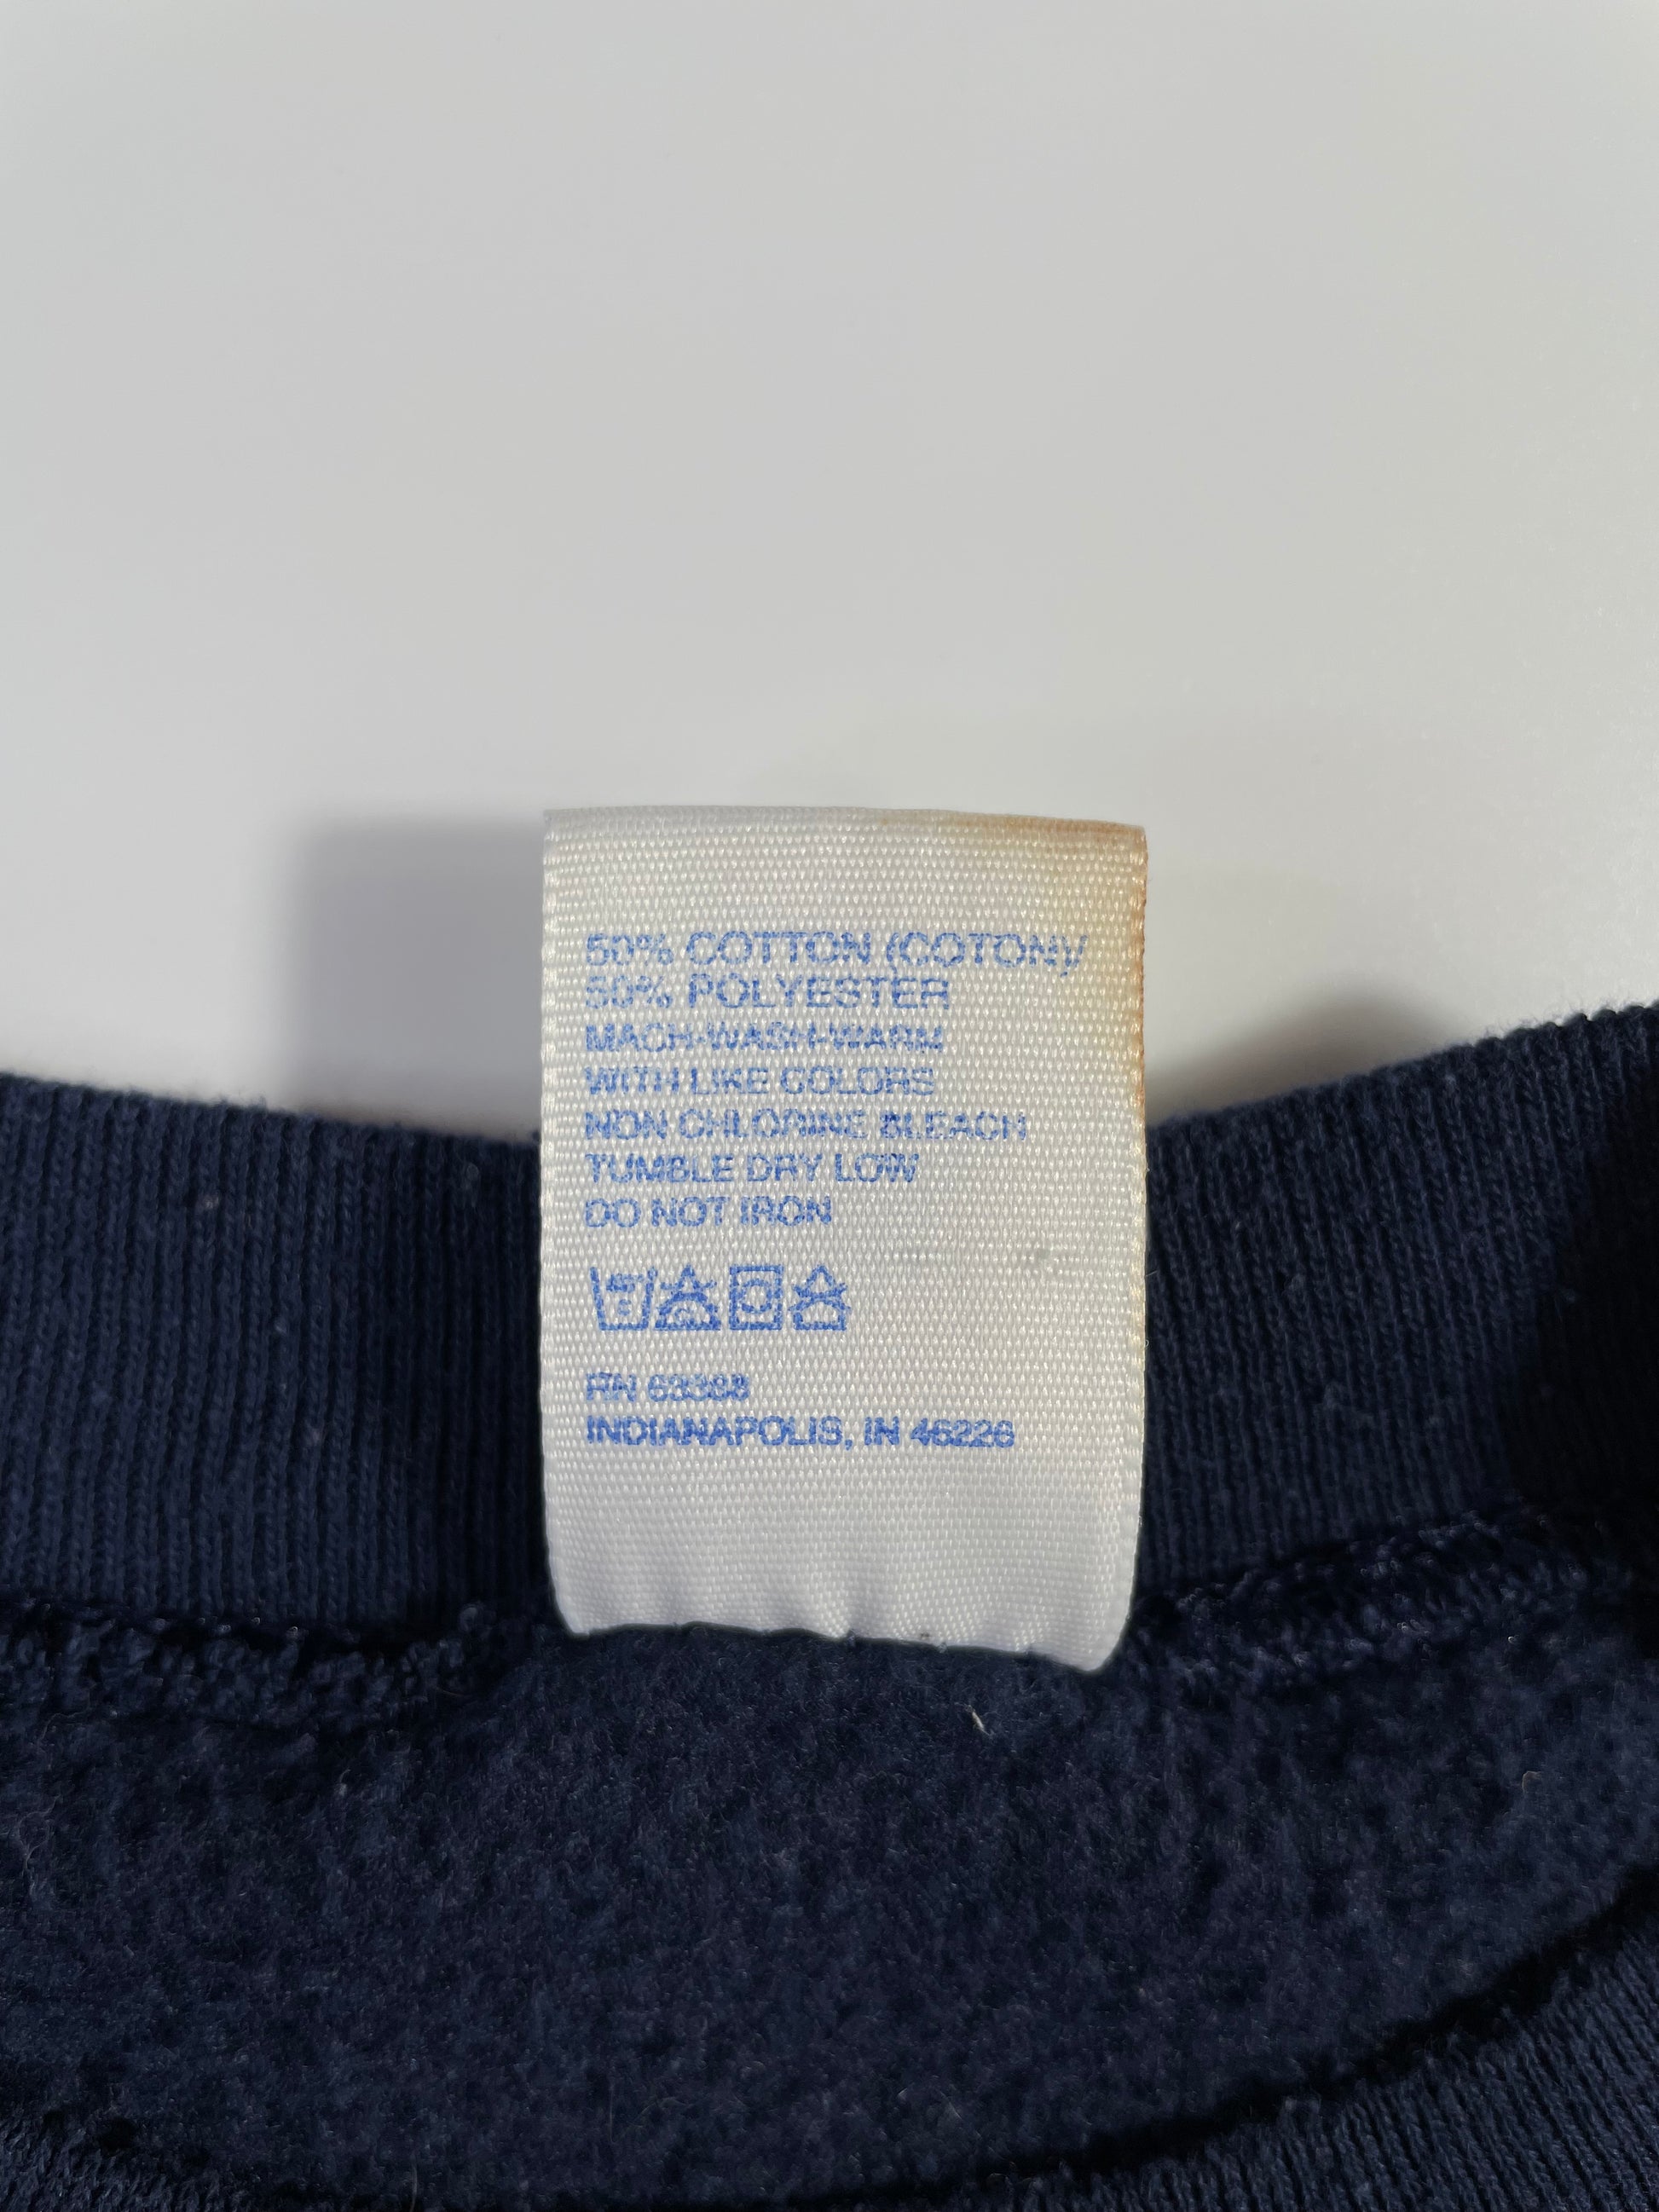 50% COTTON (COTON)/
50% POLYESTER
MACH-WASH-WARM
WITH LIKE COLORS
NON CHLORINE BLEACH
TUMBLE DRY LOW
DO NOT IRON
RN 63388
INDIANAPOLIS, IN 46226